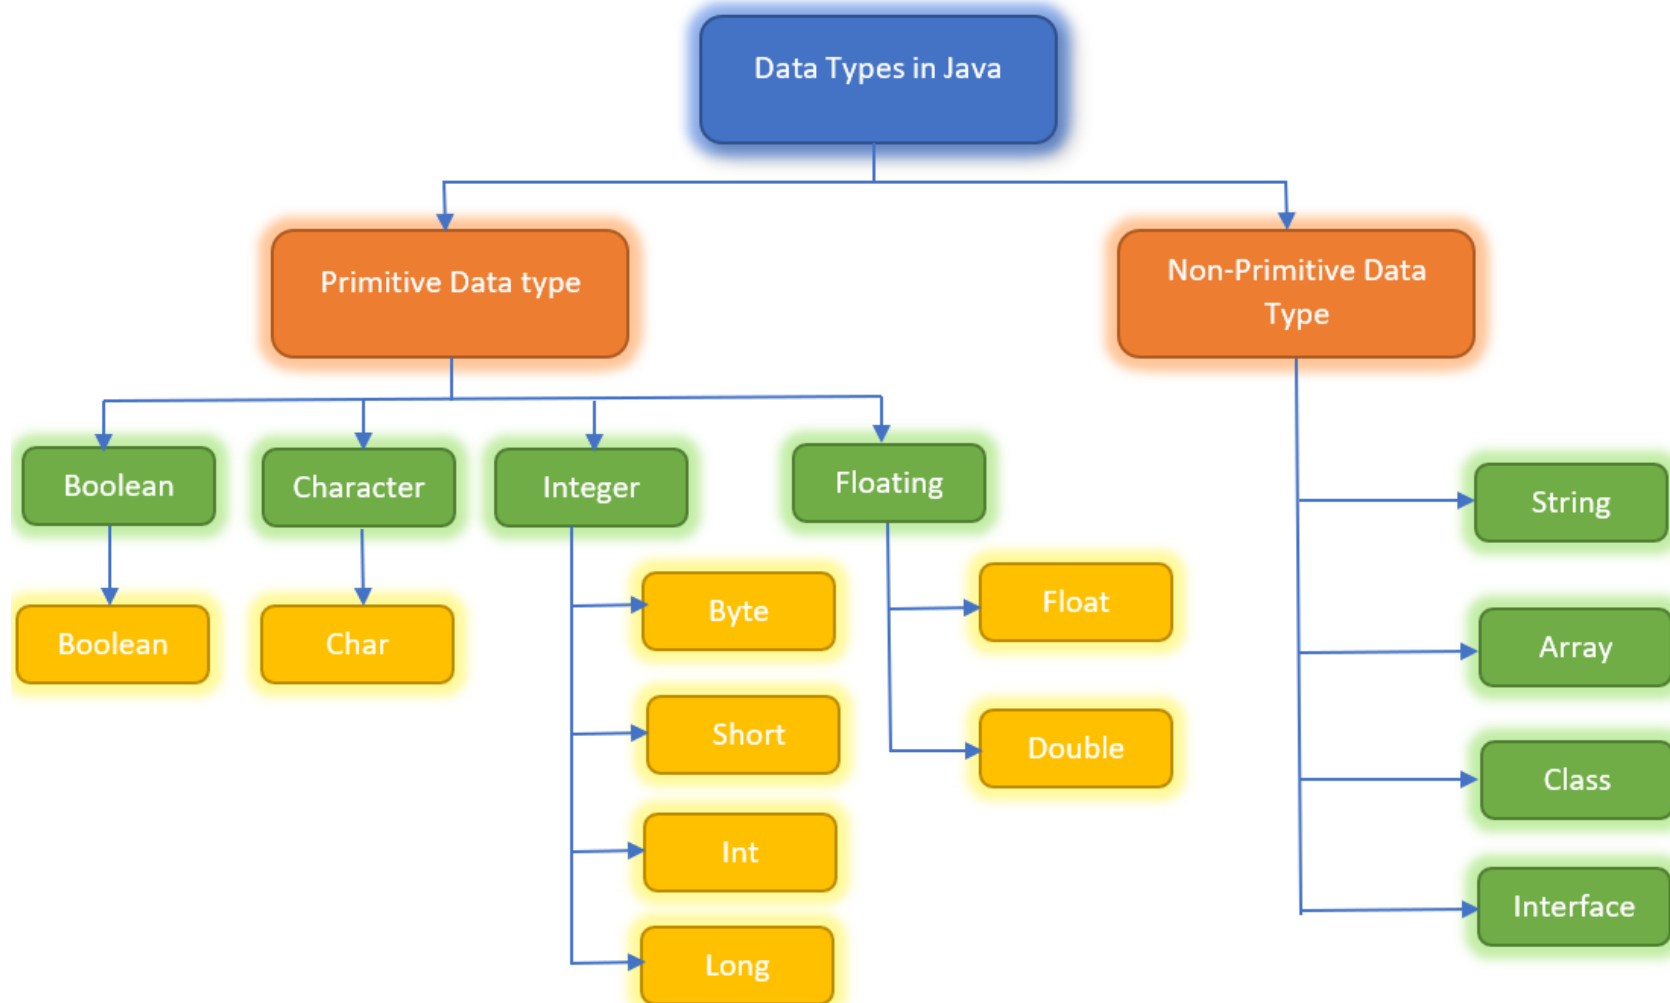 Data Types in Java
Primitive Data type
Non-Primitive Data
Type
Boolean
Character
Integer
Floating
String
Boolean
Char
Byte
Float
Array
Short
Double
Class
Int
Interface
Long